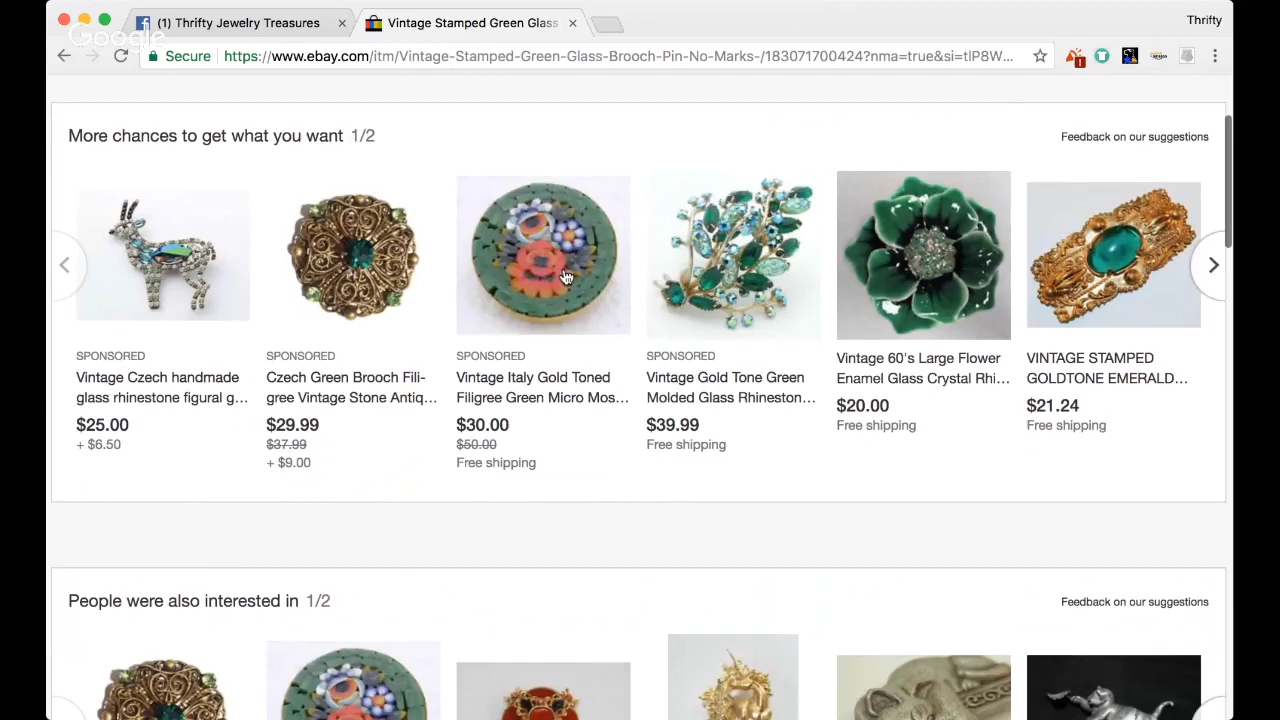 (1) Thrifty Jewelry Treasures
Vintage Stamped Green Glass
Thrifty
Google
Secure
https://www.ebay.com/itm/Vintage-Stamped-Green-Glass-Brooch-Pin-No-Marks-/183071700424?nma=true&si=tlP8W...
More chances to get what you want 1/2
Feedback on our suggestions
SPONSORED
Vintage Czech handmade
glass rhinestone figural g...
$25.00
+ $6.50
SPONSORED
Czech Green Brooch Fili-
gree Vintage Stone Antiq...
$29.99
$37.99
+ $9.00
SPONSORED
Vintage Italy Gold Toned
Filigree Green Micro Mos...
$30.00
$50.00
Free shipping
SPONSORED
Vintage Gold Tone Green
Molded Glass Rhineston...
$39.99
Free shipping
Vintage 60's Large Flower
Enamel Glass Crystal Rhi...
$20.00
Free shipping
VINTAGE STAMPED
GOLDTONE EMERALD...
$21.24
Free shipping
People were also interested in 1/2
Feedback on our suggestions